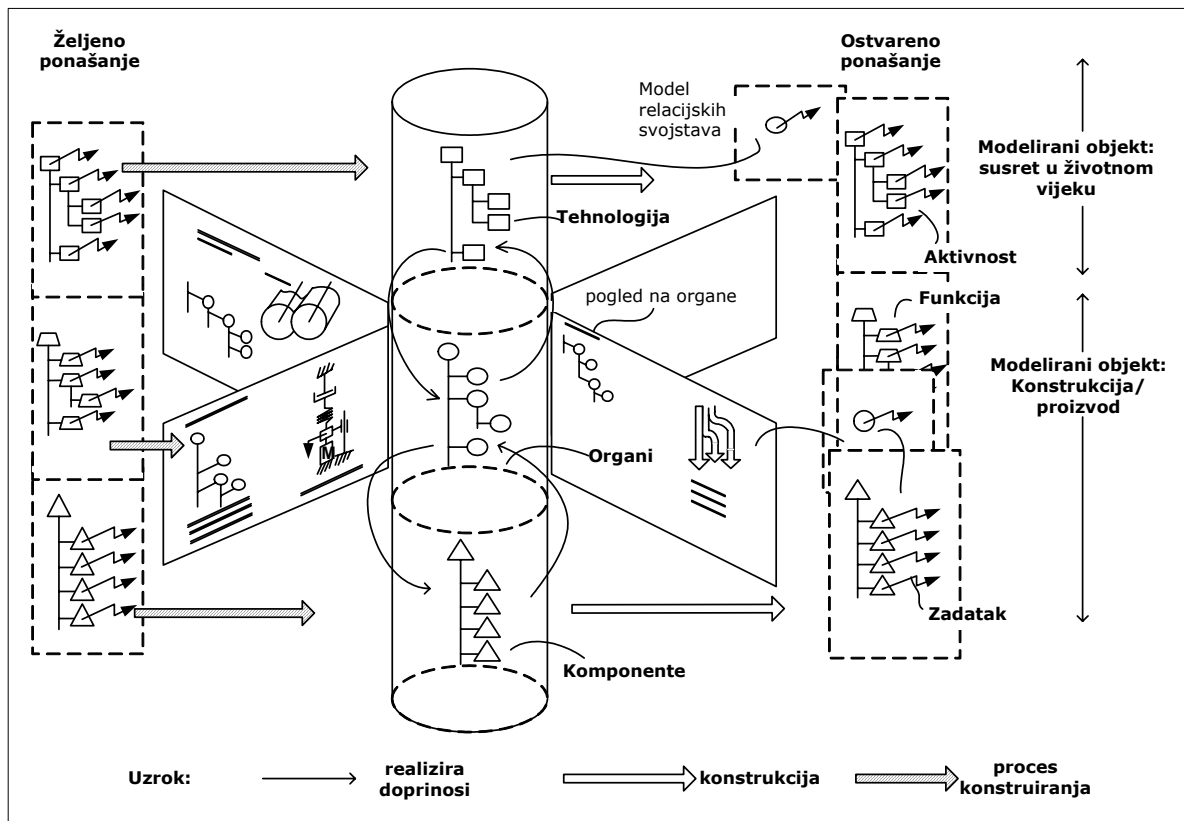 Željeno
ponašanje
Ostvareno
ponašanje
Model
relacijskih
svojstava
Modelirani objekt:
susret u životnom
vijeku
Tehnologija
Aktivnost
pogled na organe
Funkcija
Modelirani objekt:
Konstrukcija/
proizvod
M
Organi
Zadatak
Komponente
Uzrok:
realizira
doprinosi
konstrukcija
proces
konstruiranja